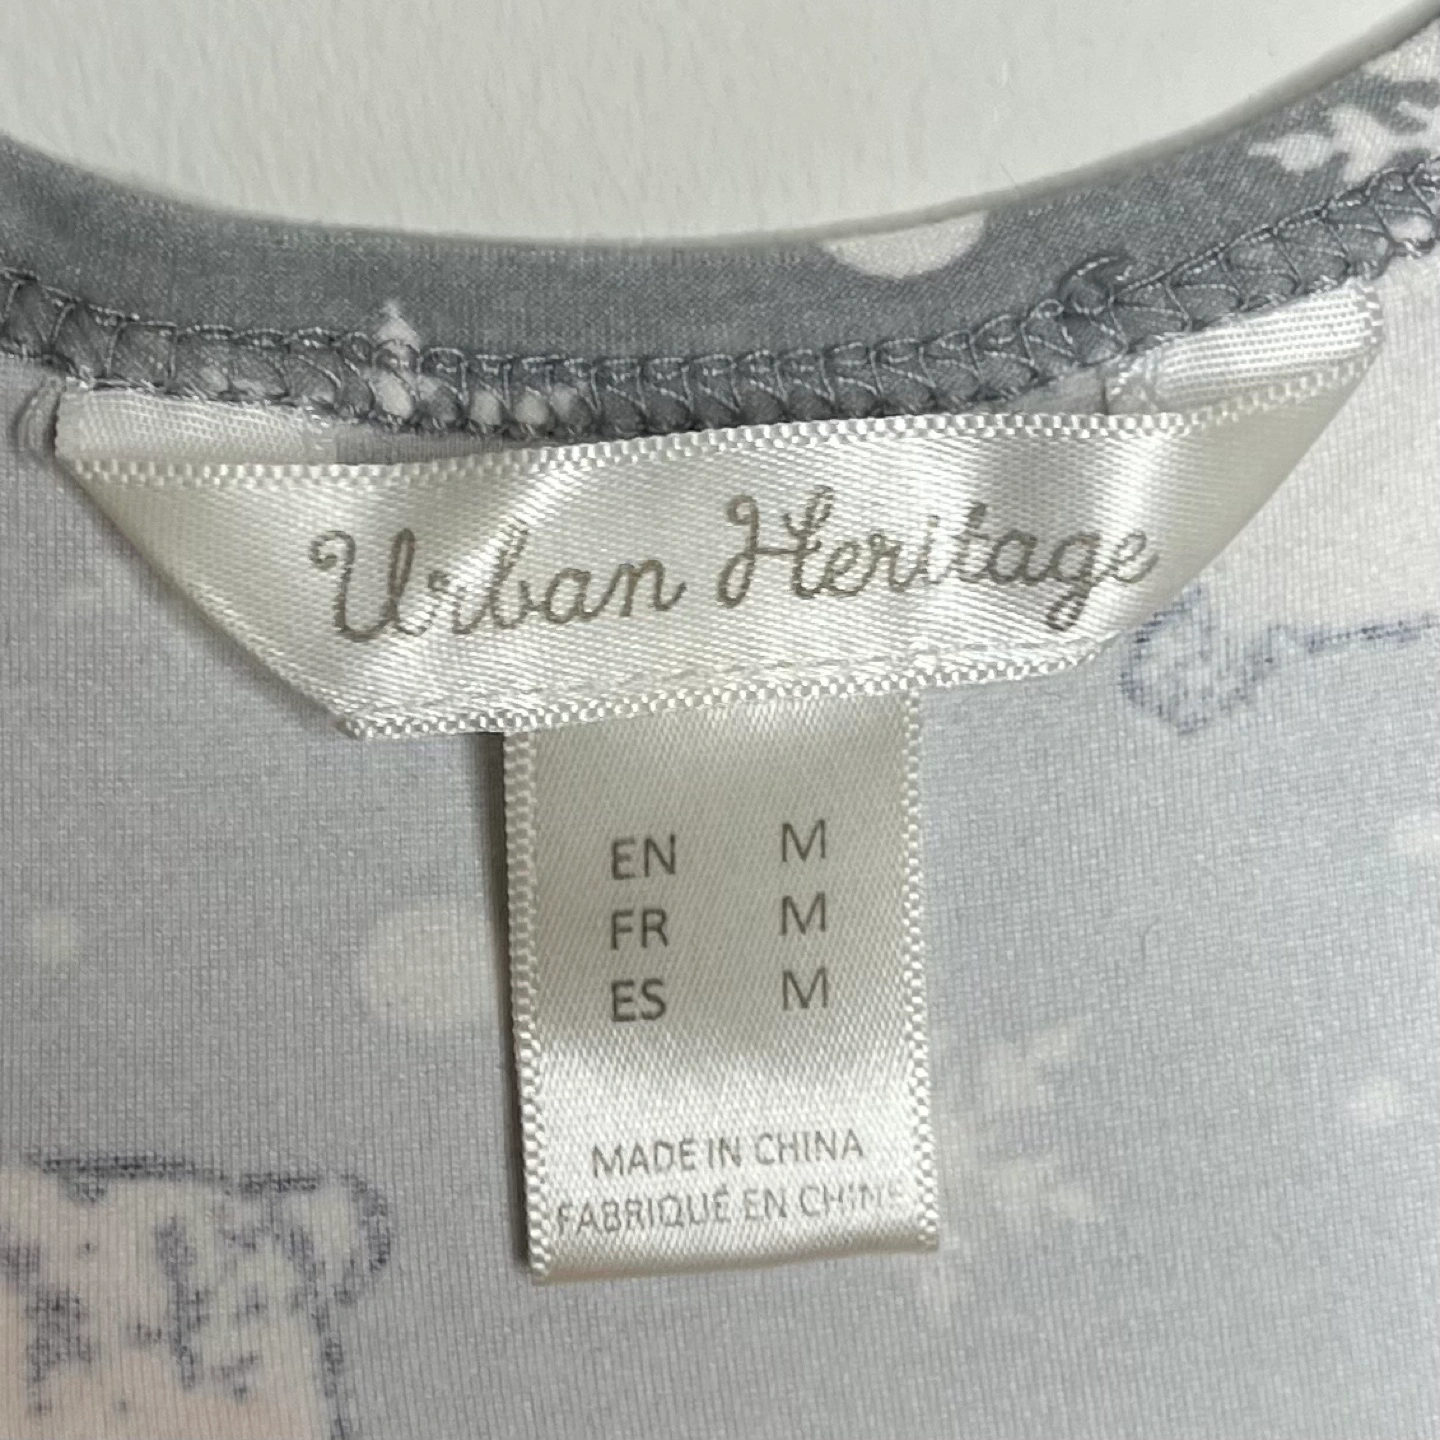 Urban Heritage
EN M
FR M
ES M
MADE IN CHINA
FABRIQUÉ EN CHINE